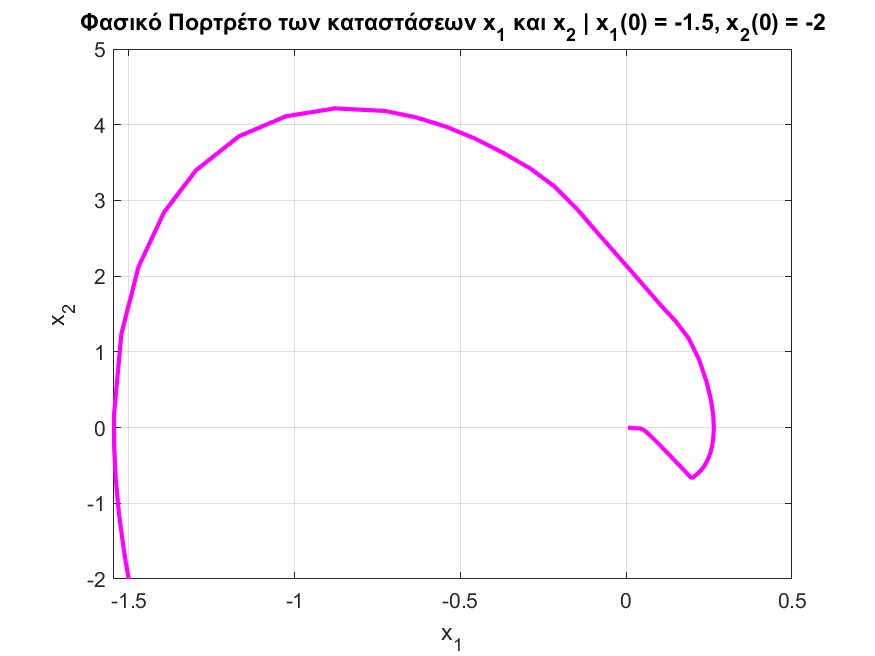 Φασικό Πορτρέτο των καταστάσεων x₁ και x₂ | x₁(0) = -1.5, x₂(0) = -2
5
4
3
2
1
0
-1
-2
x₂
-1.5 -1 -0.5 0 0.5
x₁